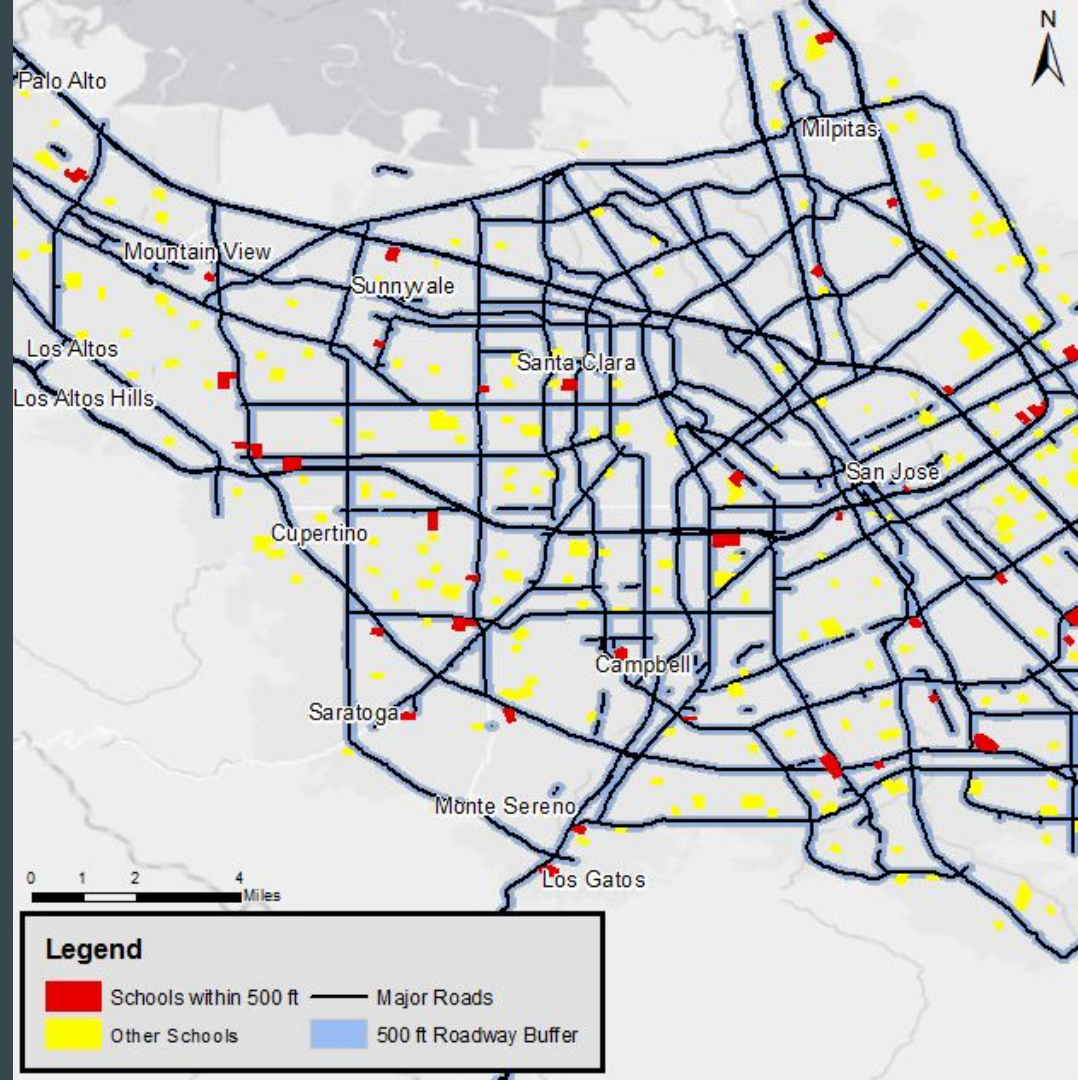 N
Palo Alto
Milpitas
Mountain View
Sunnyvale
Los Altos
Santa Clara
Los Altos Hills
San Jose
Cupertino
Campbell
Saratoga
Monte Sereno
Los Gatos
0 1 2 4
Miles
Legend
Schools within 500 ft Major Roads
Other Schools 500 ft Roadway Buffer